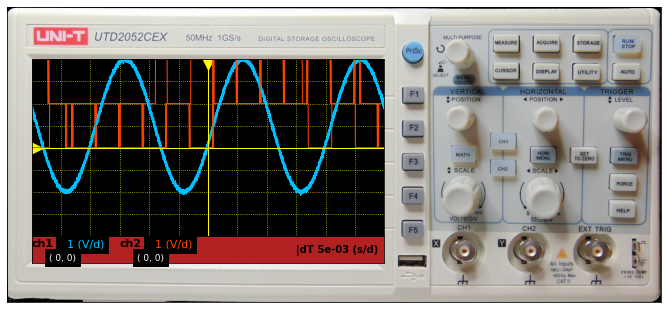 UNI-T UTD2052CEX 50MHz 1GS/s DIGITAL STORAGE OSCILLOSCOPE
ch1 1 (V/d) ch2 1 (V/d) |dT 5e-03 (s/d)
( 0, 0) ( 0, 0)
PrtSc
F1
F2
F3
F4
F5
MULTI PURPOSE
SELECT
MEASURE ACQUIRE STORAGE RUN/
STOP
CURSOR DISPLAY UTILITY AUTO
VERTICAL HORIZONTAL TRIGGER
POSITION POSITION LEVEL
MATH CH1 HORI
MENU SET
TO ZERO TRIG
MENU
CH2
SCALE SCALE FORCE
HELP
VOLTS/DIV
CH1 CH2 EXT TRIG
X Y
All Inputs
CAT II